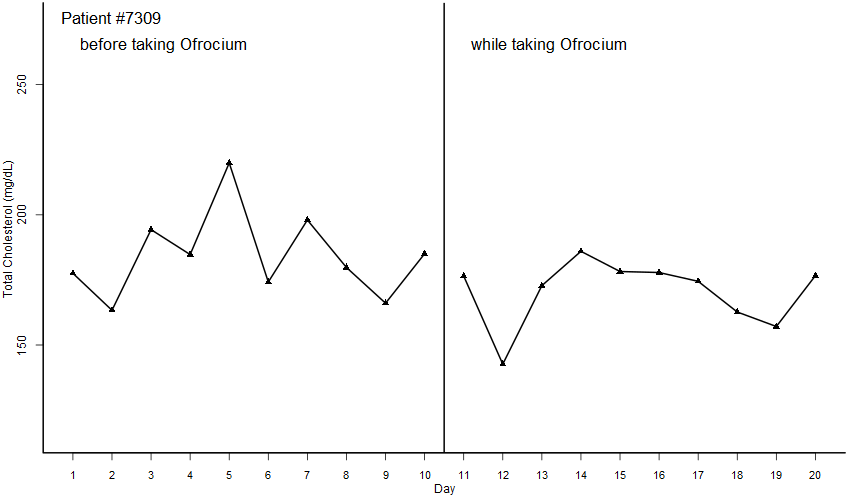 Patient #7309
before taking Ofrocium
while taking Ofrocium
Total Cholesterol (mg/dL)
250
200
150
1 2 3 4 5 6 7 8 9 10 11 12 13 14 15 16 17 18 19 20
Day